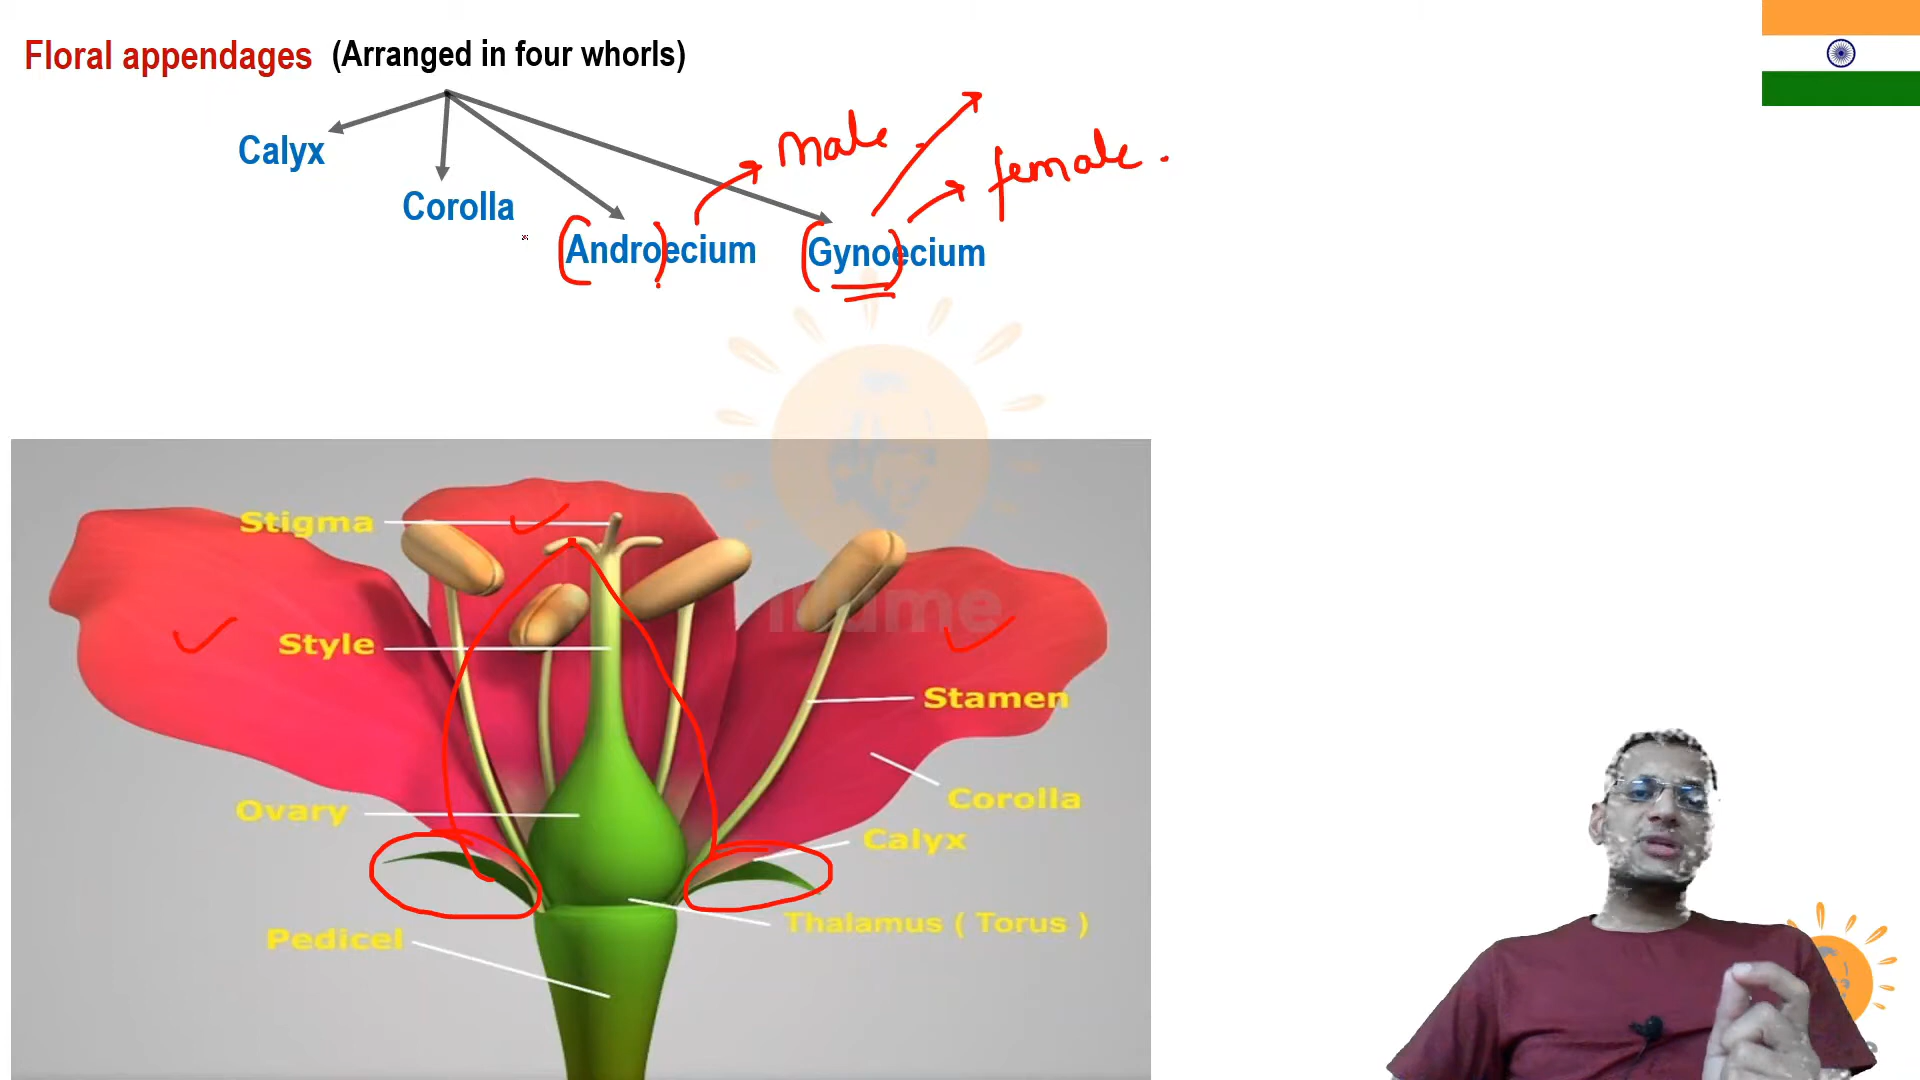 Floral appendages (Arranged in four whorls)
Calyx
Corolla
Androecium
Gynoecium
male
female.
Stigma
Style
Stamen
Corolla
Ovary
Calyx
Thalamus ( Torus )
Pedicel